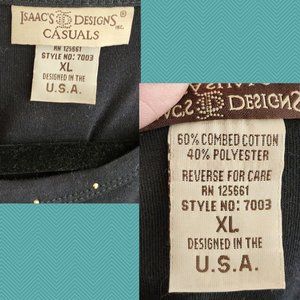 ISAAC'S DESIGNS INC.
CASUALS
RN 125661
STYLE NO: 7003
XL
DESIGNED IN THE
U.S.A.
DESIGNS
60% COMBED COTTON
40% POLYESTER
REVERSE FOR CARE
RN 125661
STYLE NO: 7003
XL
DESIGNED IN THE
U.S.A.